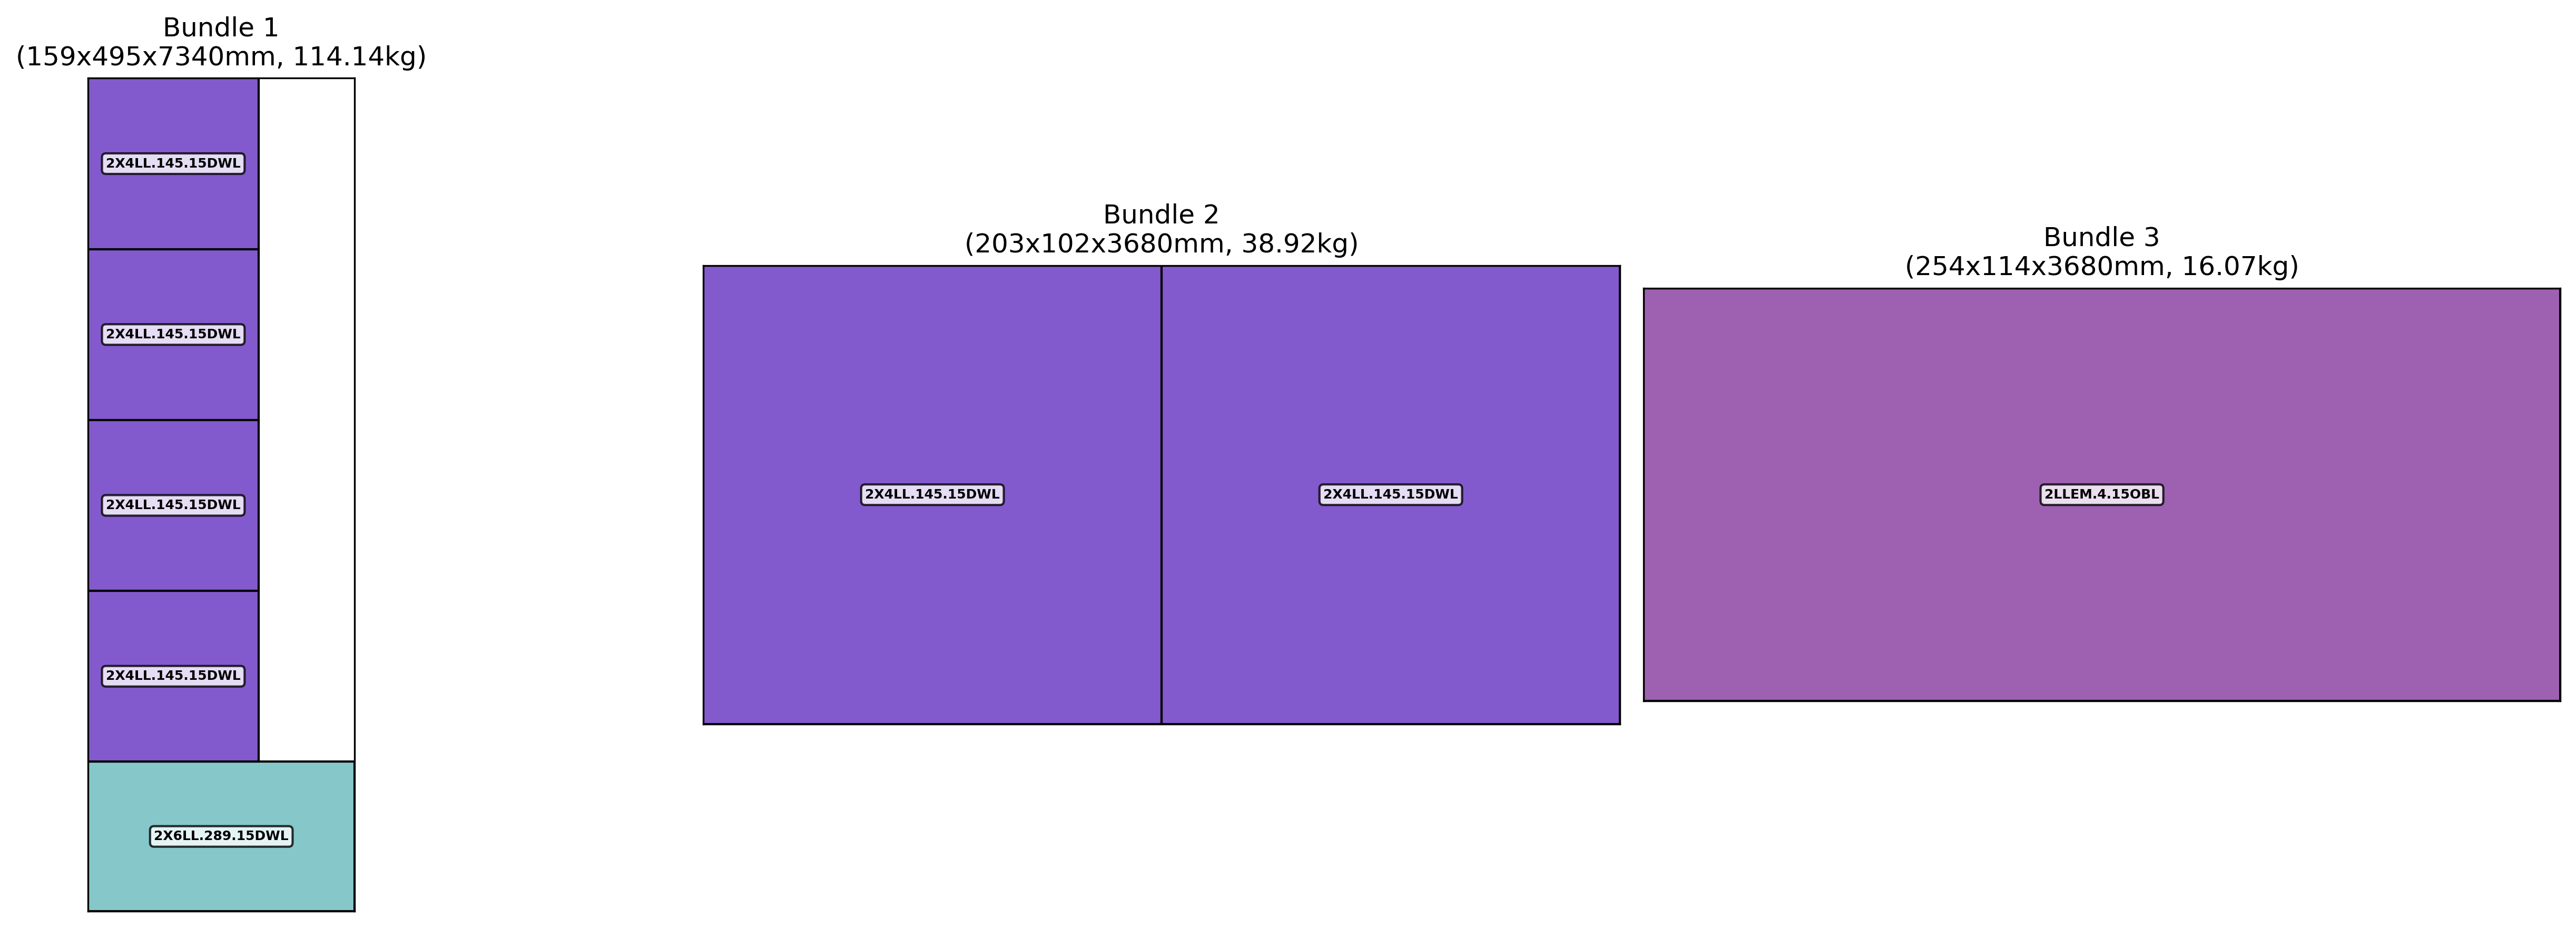 Bundle 1
(159x495x7340mm, 114.14kg)
2X4LL.145.15DWL
2X4LL.145.15DWL
2X4LL.145.15DWL
2X4LL.145.15DWL
2X6LL.289.15DWL
Bundle 2
(203x102x3680mm, 38.92kg)
2X4LL.145.15DWL
2X4LL.145.15DWL
Bundle 3
(254x114x3680mm, 16.07kg)
2LLEM.4.15OBL